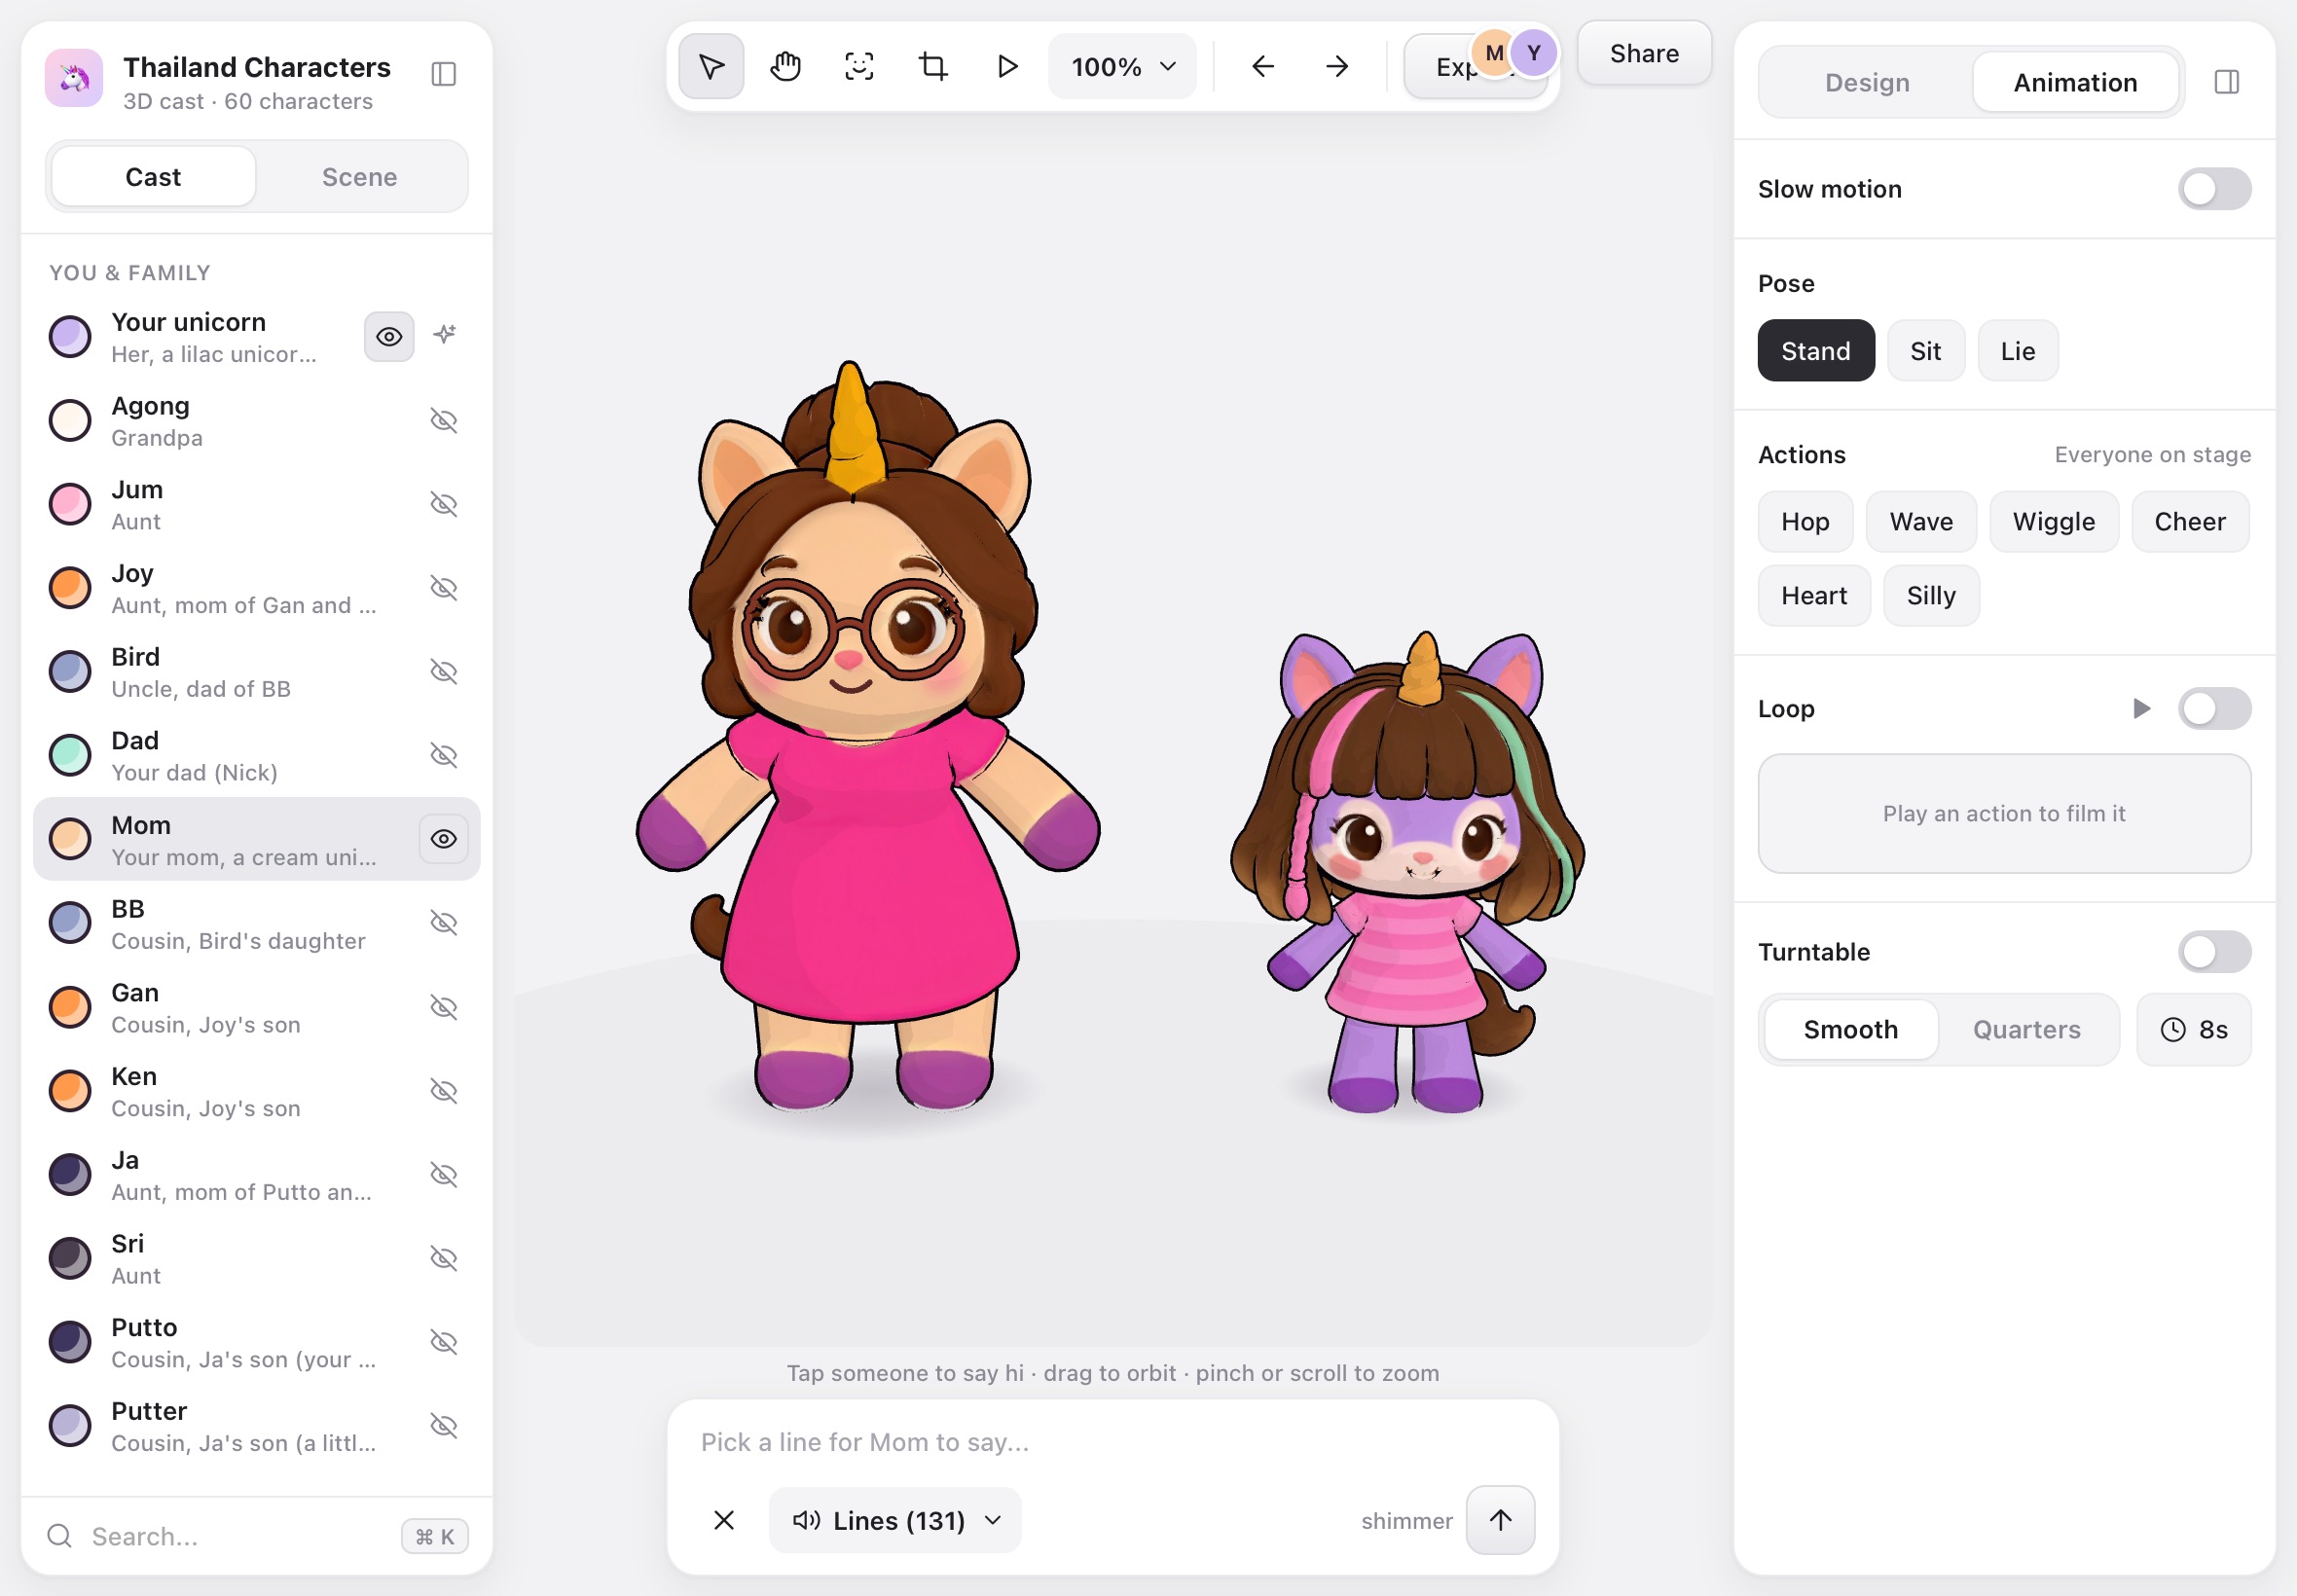 Thailand Characters
3D cast · 60 characters
Cast
Scene
YOU & FAMILY
Your unicorn
Her, a lilac unicor...
Agong
Grandpa
Jum
Aunt
Joy
Aunt, mom of Gan and ...
Bird
Uncle, dad of BB
Dad
Your dad (Nick)
Mom
Your mom, a cream uni...
BB
Cousin, Bird's daughter
Gan
Cousin, Joy's son
Ken
Cousin, Joy's son
Ja
Aunt, mom of Putto an...
Sri
Aunt
Putto
Cousin, Ja's son (your ...
Putter
Cousin, Ja's son (a littl...
Search...
⌘ K
100%
M
Y
Share
Tap someone to say hi · drag to orbit · pinch or scroll to zoom
Pick a line for Mom to say...
Lines (131)
shimmer
Design
Animation
Slow motion
Pose
Stand
Sit
Lie
Actions
Everyone on stage
Hop
Wave
Wiggle
Cheer
Heart
Silly
Loop
Play an action to film it
Turntable
Smooth
Quarters
8s